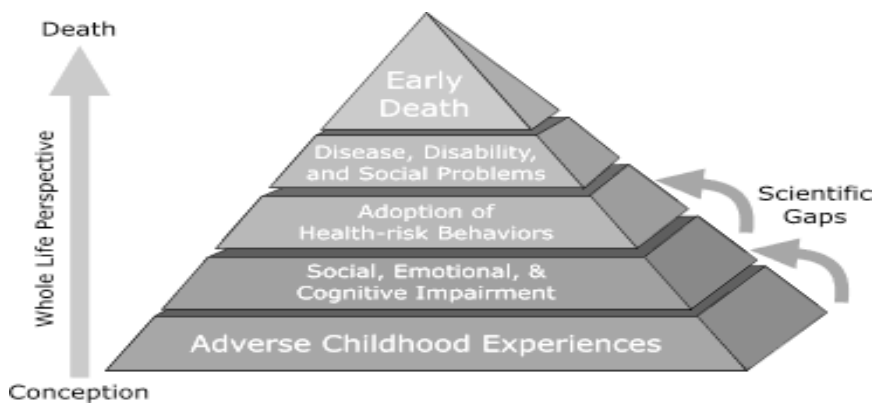 Death
Early
Death
Disease, Disability,
and Social Problems
Adoption of
Health-risk Behaviors
Social, Emotional, &
Cognitive Impairment
Adverse Childhood Experiences
Scientific
Gaps
Whole Life Perspective
Conception